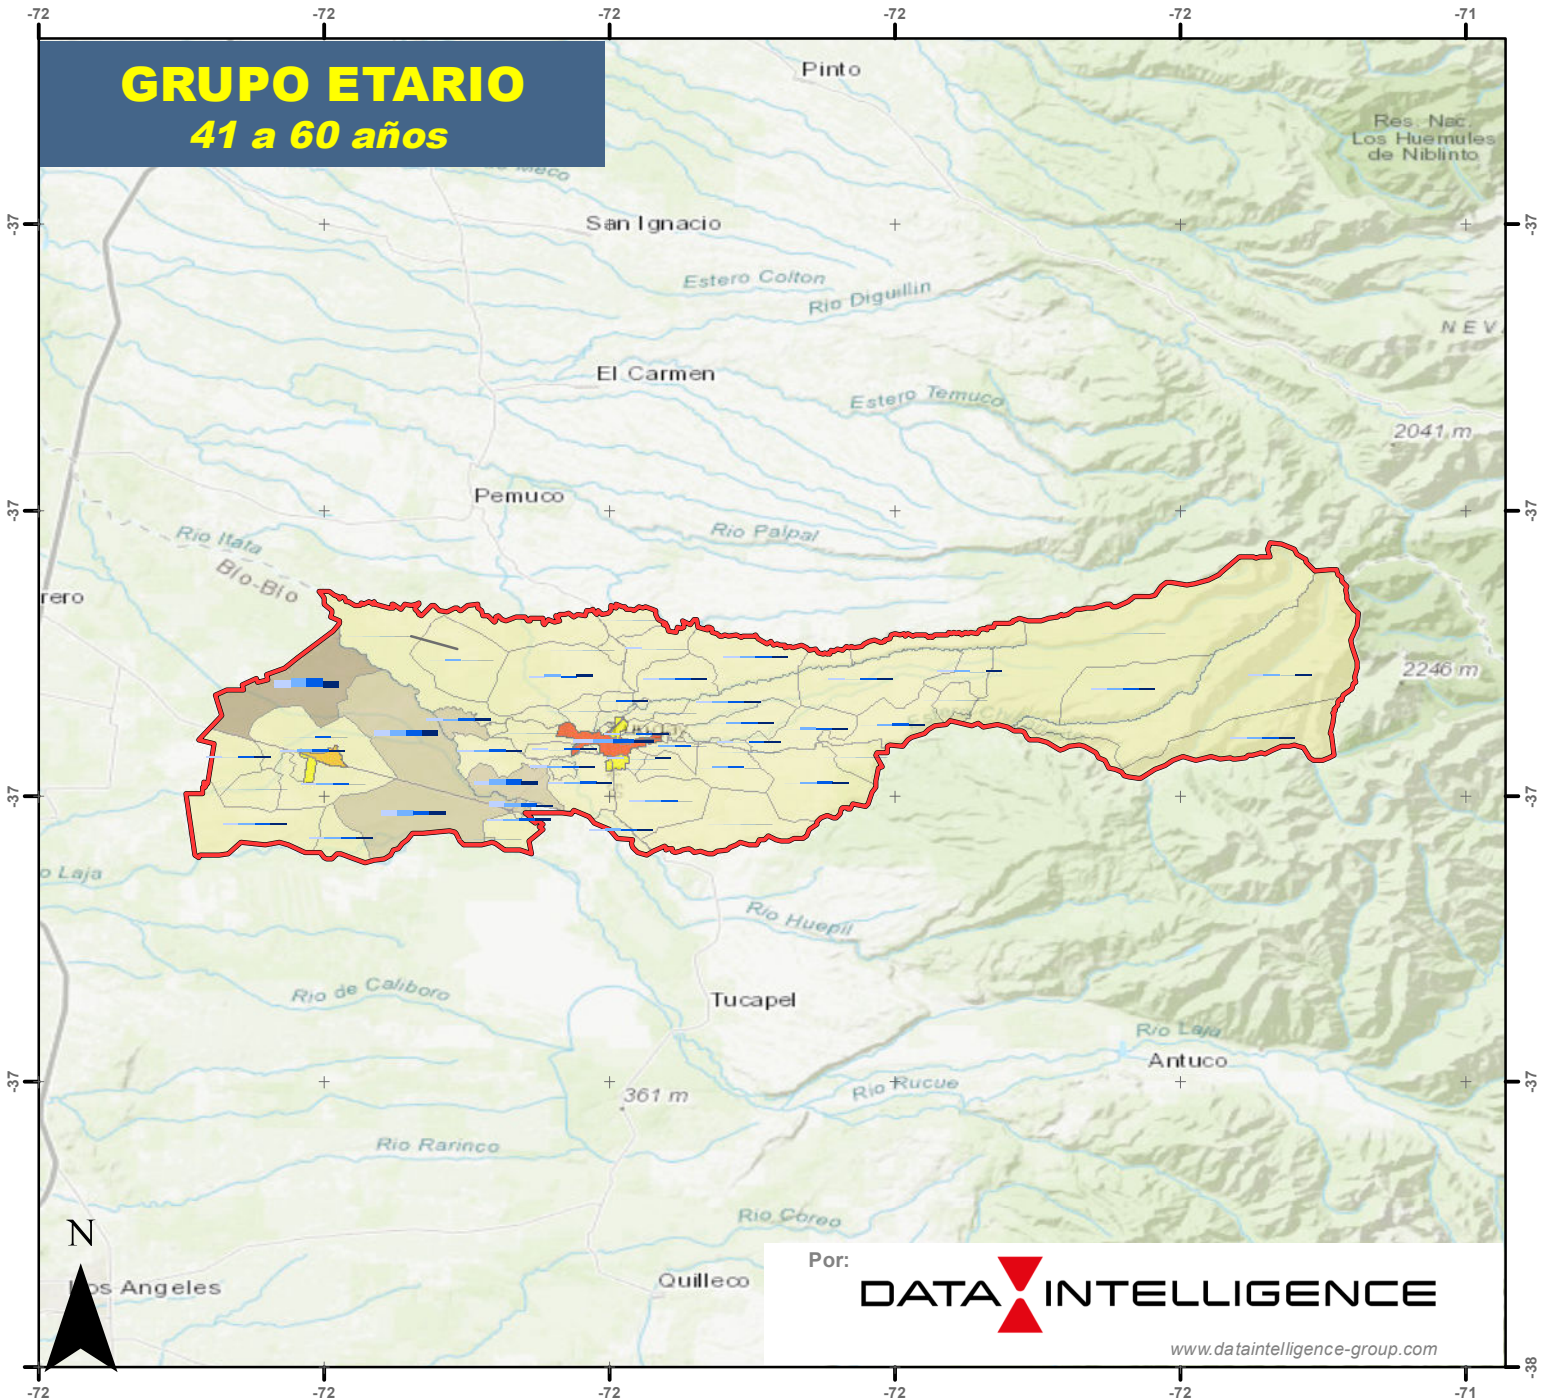 -72
-72
-72
-72
-72
-71
GRUPO ETARIO
41 a 60 años
Pinto
Res. Nac.
Los Huemules
de Niblinto
Meco
-37
San Ignacio
-37
Estero Colton
Rio Diguillin
NEV
El Carmen
Estero Temuco
2041 m
Pemuco
-37
-37
Rio Itata
Rio Palpal
Bío-Bío
rero
2246 m
-37
-37
o Laja
Rio Huepil
Rio de Caliboro
Tucapel
Rio Laja
Antuco
-37
-37
Rio Rucue
361 m
Rio Rarinco
Rio Coreo
N
Los Angeles
Quilleco
Por:
DATA INTELLIGENCE
www.dataintelligence-group.com
-38
-72
-72
-72
-72
-72
-71